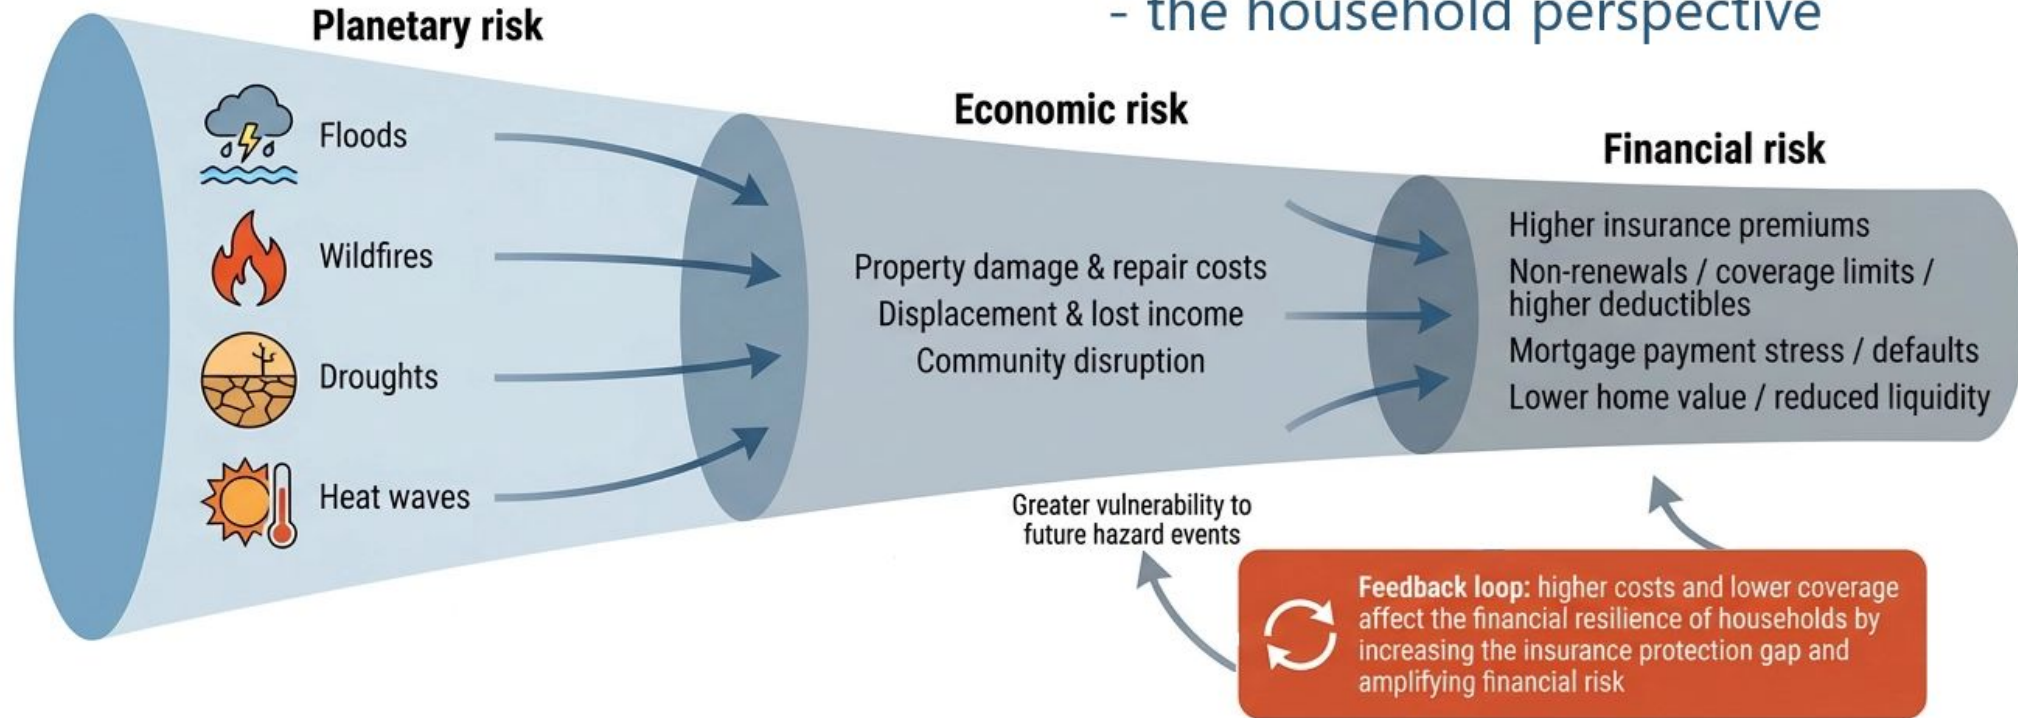 - the household perspective
Planetary risk
Floods
Wildfires
Droughts
Heat waves
Economic risk
Property damage & repair costs
Displacement & lost income
Community disruption
Financial risk
Higher insurance premiums
Non-renewals / coverage limits /
higher deductibles
Mortgage payment stress / defaults
Lower home value / reduced liquidity
Greater vulnerability to
future hazard events
Feedback loop: higher costs and lower coverage
affect the financial resilience of households by
increasing the insurance protection gap and
amplifying financial risk